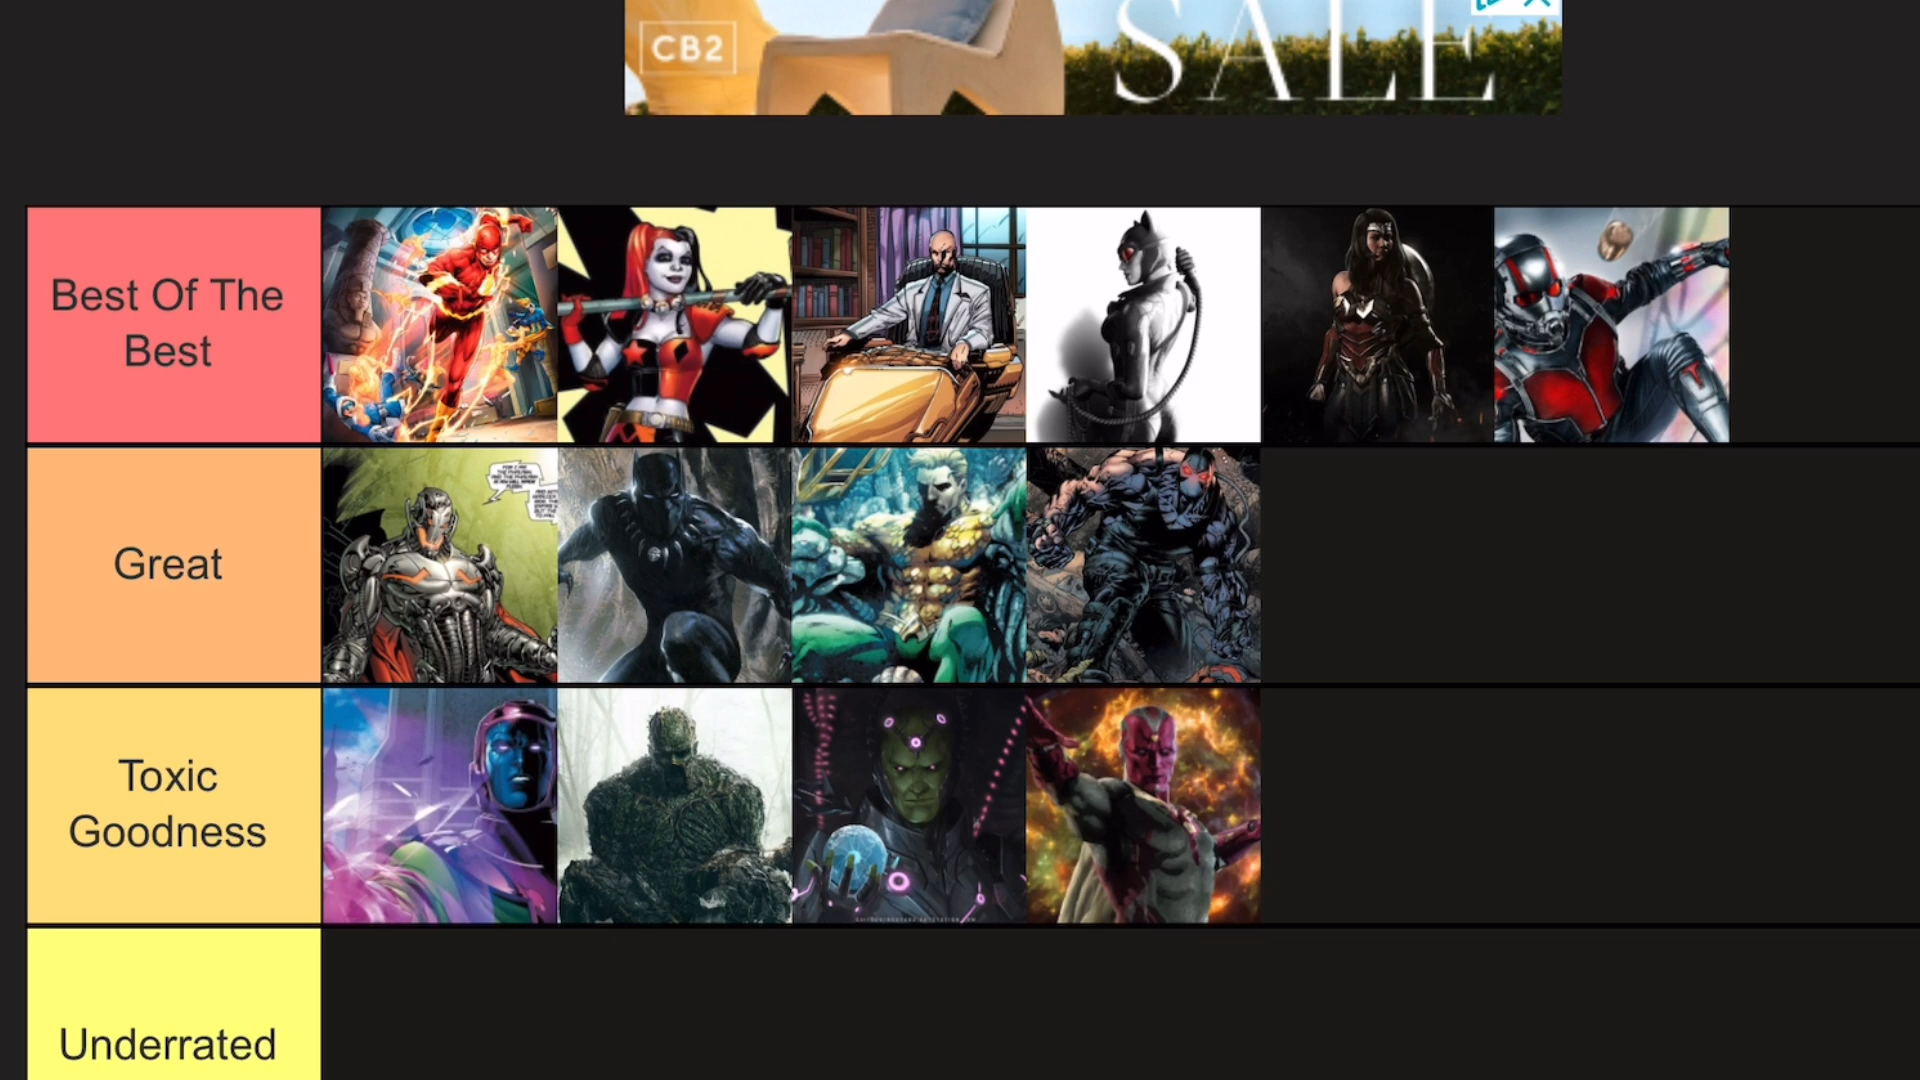 CB2
SALE
Best Of The
Best
Great
Toxic
Goodness
Underrated